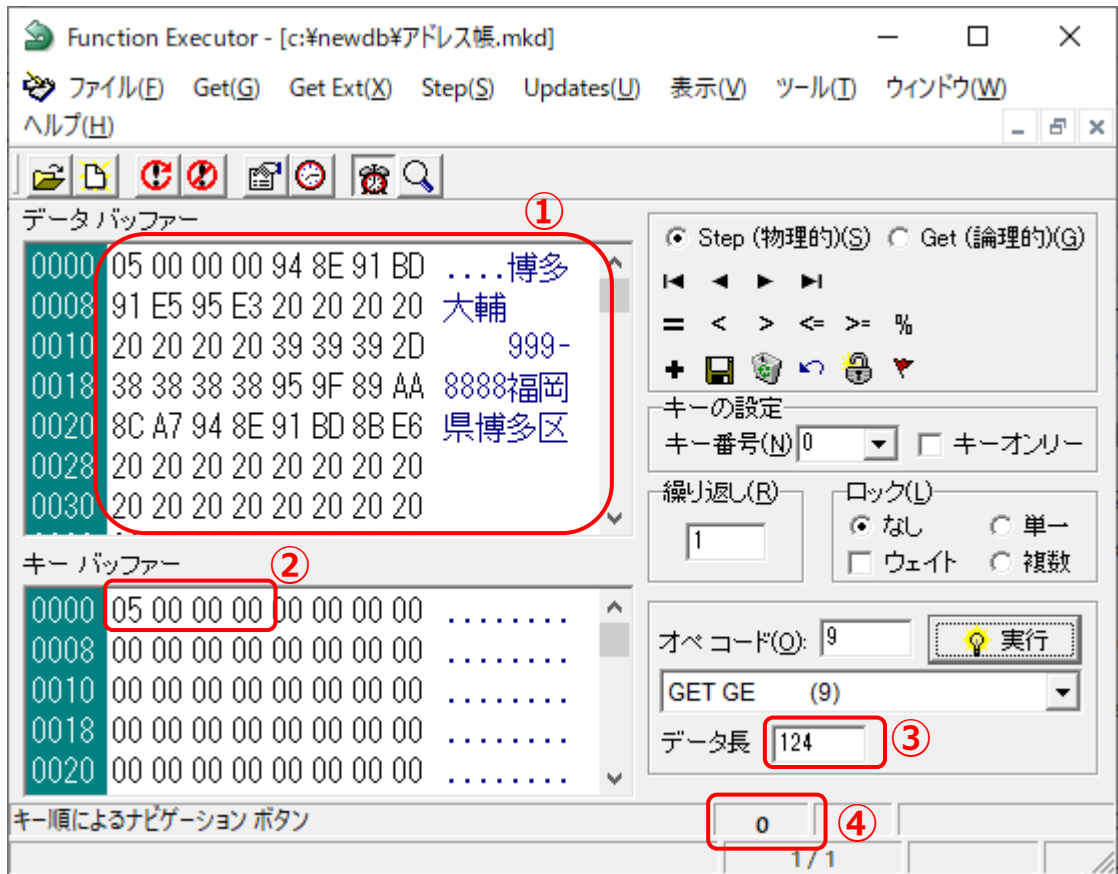 Function Executor - [c:¥newdb¥アドレス帳.mkd]
ファイル(F) Get(G) Get Ext(X) Step(S) Updates(U) 表示(V) ツール(T) ウィンドウ(W)
ヘルプ(H)
データ バッファー
①
0000 05 00 00 00 94 8E 91 BD ....博多
0008 91 E5 95 E3 20 20 20 20 大輔
0010 20 20 20 20 39 39 39 2D 999-
0018 38 38 38 38 95 9F 89 AA 8888福岡
0020 8C A7 94 8E 91 BD 8B E6 県博多区
0028 20 20 20 20 20 20 20 20
0030 20 20 20 20 20 20 20 20
キー バッファー
②
0000 05 00 00 00 00 00 00 00 ........
0008 00 00 00 00 00 00 00 00 ........
0010 00 00 00 00 00 00 00 00 ........
0018 00 00 00 00 00 00 00 00 ........
0020 00 00 00 00 00 00 00 00 ........
Step (物理的)(S) Get (論理的)(G)
= < > <= >= %
キーの設定
キー番号(N) 0 キーオンリー
繰り返し(R)
1
ロック(L)
なし 単一
ウェイト 複数
オペ コード(O): 9 実行
GET GE (9)
データ長 124 ③
キー順によるナビゲーション ボタン 0 ④
1 / 1